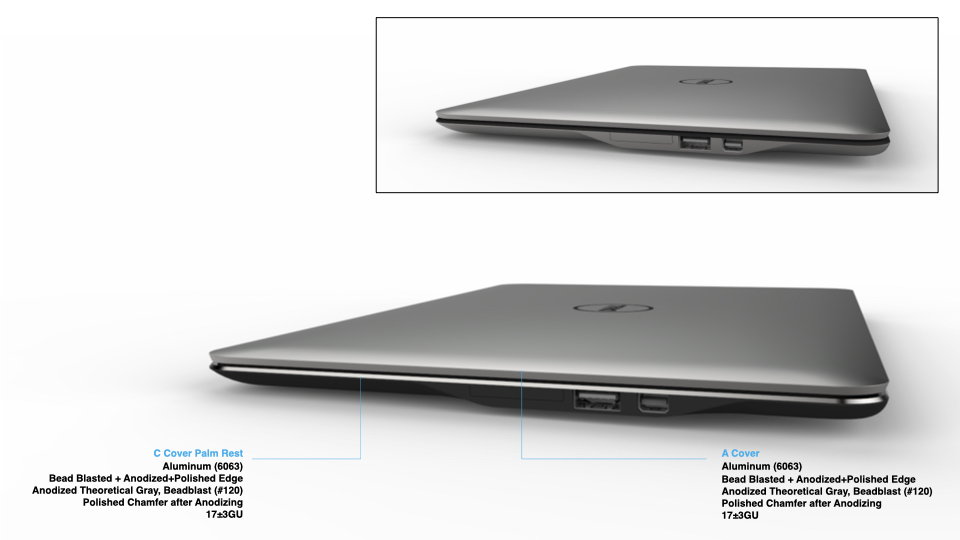 C Cover Palm Rest
Aluminum (6063)
Bead Blasted + Anodized+Polished Edge
Anodized Theoretical Gray, Beadblast (#120)
Polished Chamfer after Anodizing
17±3GU
A Cover
Aluminum (6063)
Bead Blasted + Anodized+Polished Edge
Anodized Theoretical Gray, Beadblast (#120)
Polished Chamfer after Anodizing
17±3GU